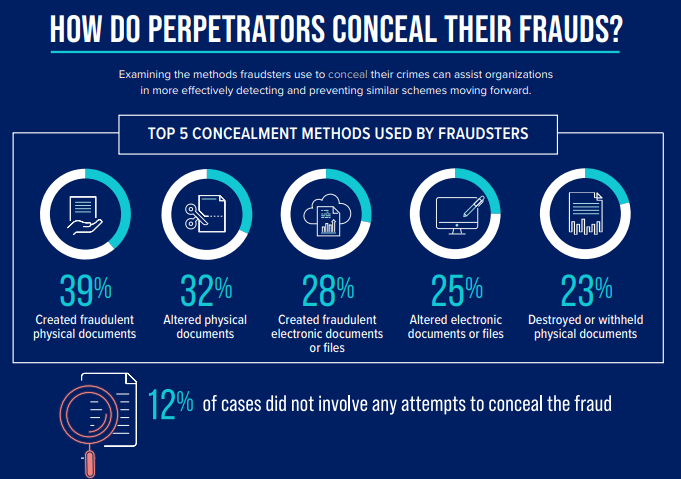 HOW DO PERPETRATORS CONCEAL THEIR FRAUDS?
Examining the methods fraudsters use to conceal their crimes can assist organizations
in more effectively detecting and preventing similar schemes moving forward.
TOP 5 CONCEALMENT METHODS USED BY FRAUDSTERS
39%
Created fraudulent
physical documents
32%
Altered physical
documents
28%
Created fraudulent
electronic documents
or files
25%
Altered electronic
documents or files
23%
Destroyed or withheld
physical documents
12% of cases did not involve any attempts to conceal the fraud